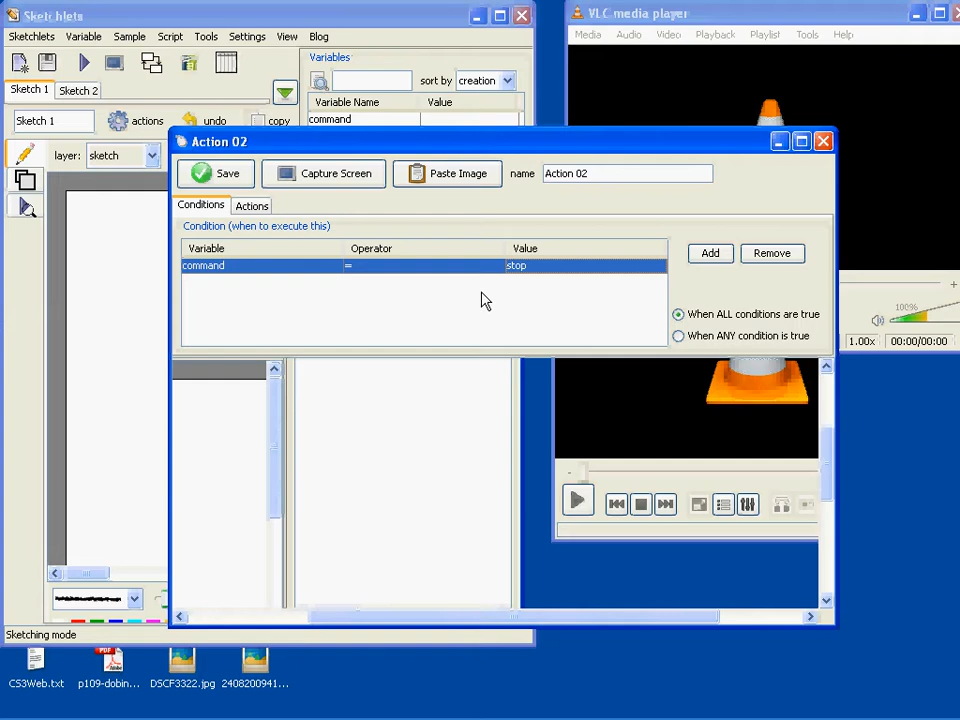 Sketchlets
VLC media player
Sketchlets Variable Sample Script Tools Settings View Blog
Media Audio Video Playback Playlist Tools Help
Variables
sort by creation
Sketch 1 Sketch 2
Variable Name Value
Sketch 1 actions undo copy command
Action 02
layer: sketch
Save Capture Screen Paste Image name Action 02
Conditions Actions
Condition (when to execute this)
Variable Operator Value
Add Remove
command = stop
100%
When ALL conditions are true
When ANY condition is true
1.00x 00:00/00:00
Sketching mode
CS3Web.txt p109-dobin... DSCF3322.jpg 2408200941...